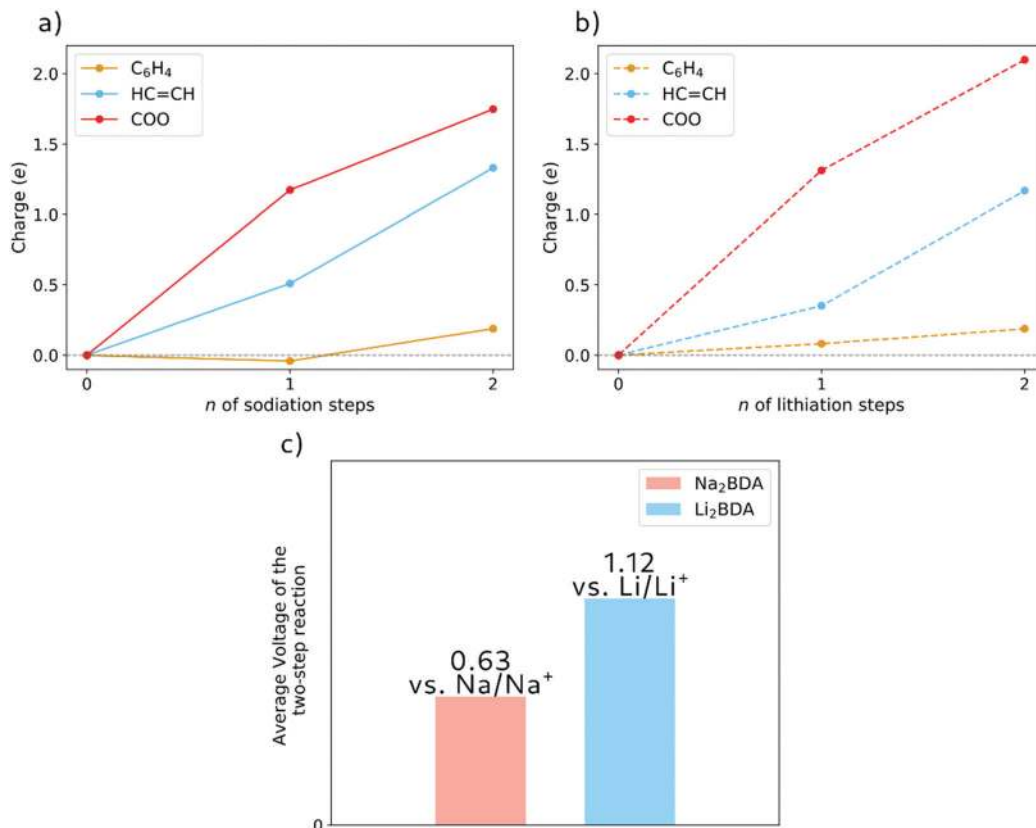 a)
C₆H₄
HC=CH
COO
2.0
1.5
1.0
0.5
0.0
Charge (e)
0 1 2
n of sodiation steps
b)
C₆H₄
HC=CH
COO
2.0
1.5
1.0
0.5
0.0
Charge (e)
0 1 2
n of lithiation steps
c)
Na₂BDA
Li₂BDA
Average Voltage of the
two-step reaction
1.12
vs. Li/Li⁺
0.63
vs. Na/Na⁺
0